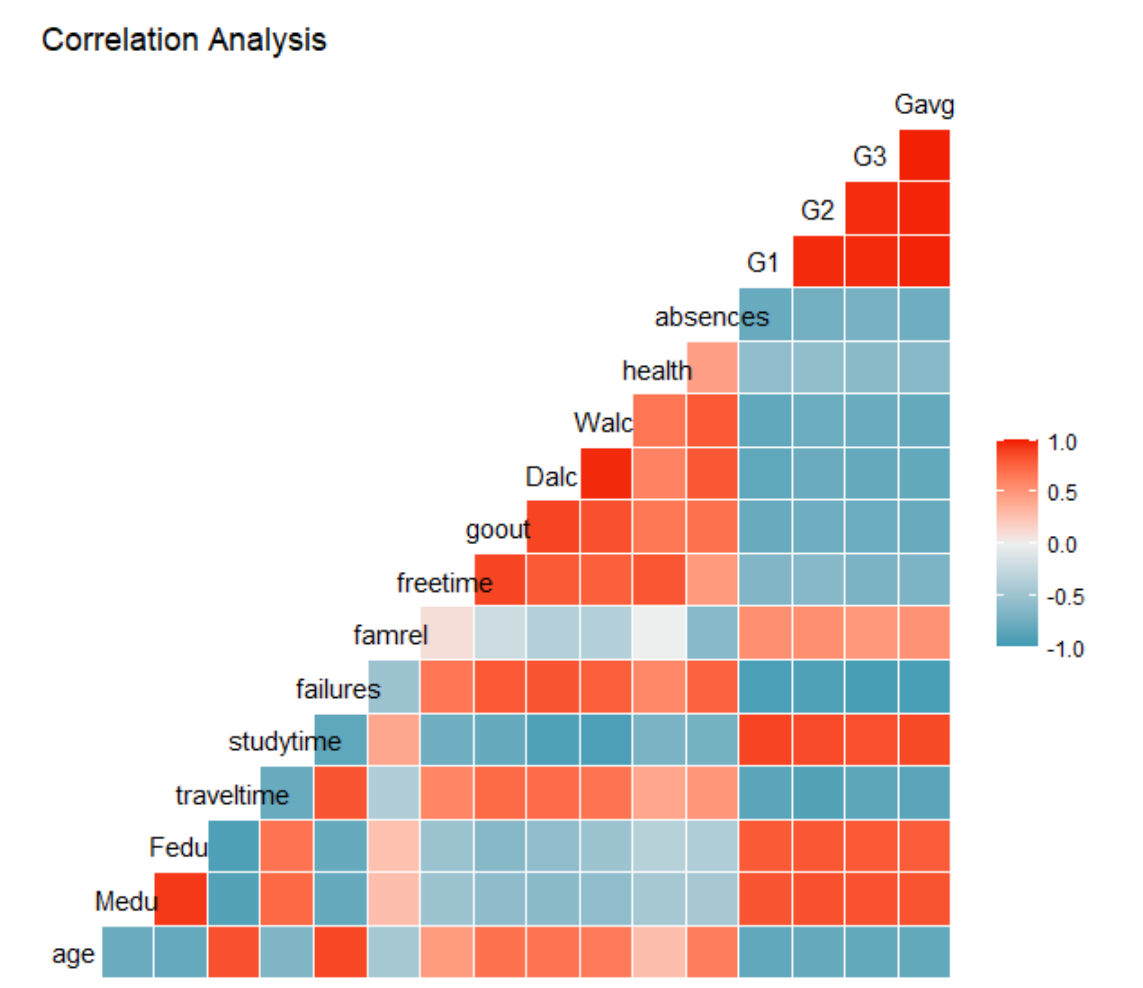 Correlation Analysis
Gavg
G3
G2
G1
absences
health
Walc
Dalc
goout
freetime
famrel
failures
studytime
traveltime
Fedu
Medu
age
1.0
0.5
0.0
-0.5
-1.0